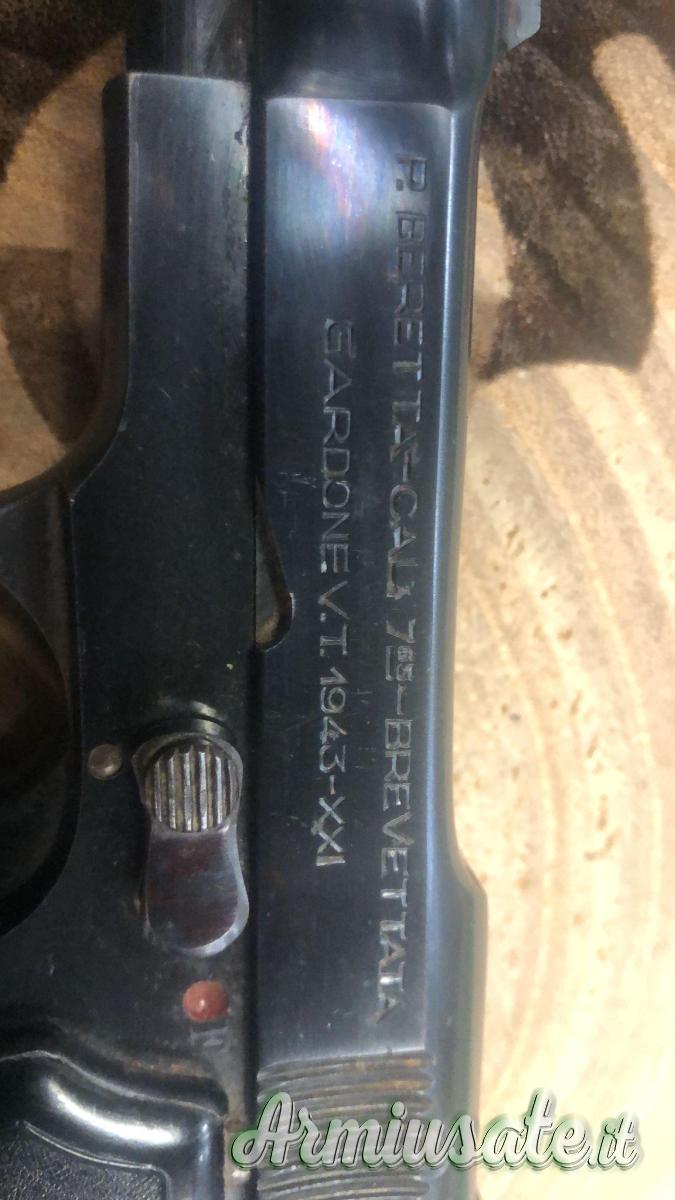 P. BERETTA-CAL. 7.65-BREVETTATA
GARDONE V.T. 1943-XXI
Armiusate.it